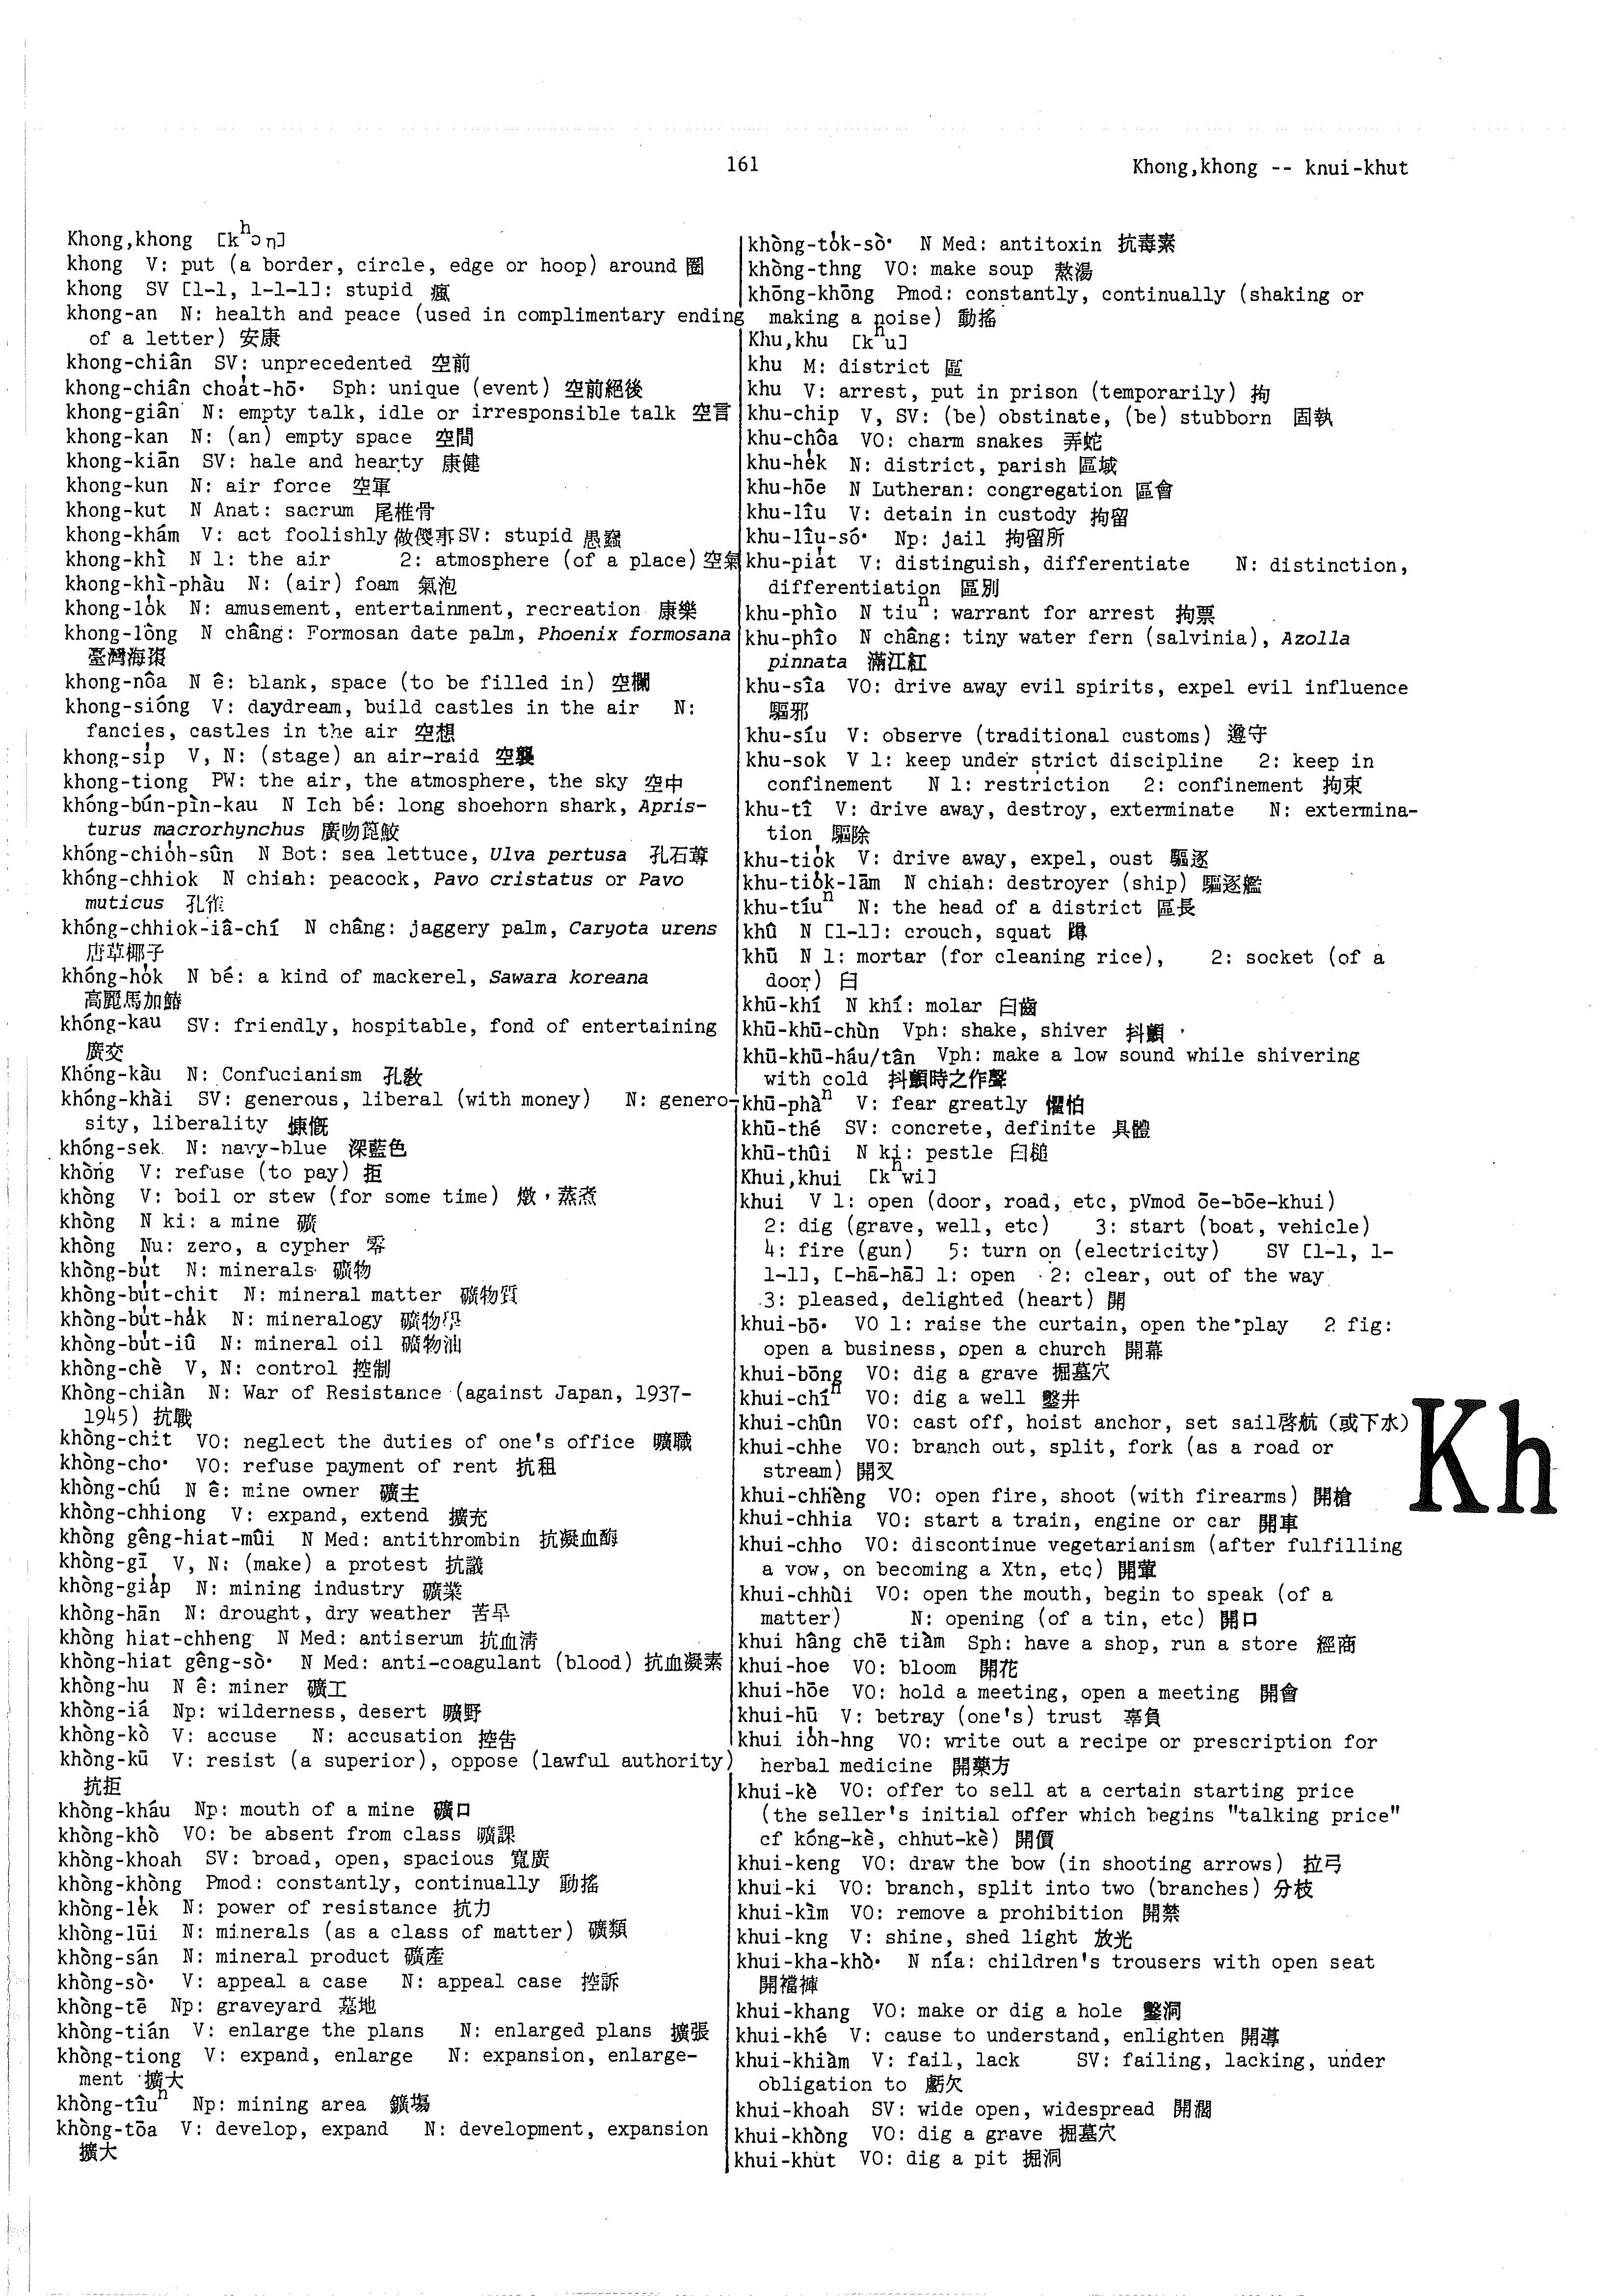 161
Khong,khong -- knui-khut
Khong,khong [kʰɔŋ]
khong V: put (a border, circle, edge or hoop) around 圈
khong SV [1-1, 1-1-1]: stupid 瘋
khong-an N: health and peace (used in complimentary ending
of a letter) 安康
khong-chiân SV: unprecedented 空前
khong-chiân choa̍t-hō· Sph: unique (event) 空前絕後
khong-giân N: empty talk, idle or irresponsible talk 空言
khong-kan N: (an) empty space 空間
khong-kiān SV: hale and hearty 康健
khong-kun N: air force 空軍
khong-kut N Anat: sacrum 尾椎骨
khong-khám V: act foolishly 做儍事 SV: stupid 愚蠢
khong-khì N 1: the air 2: atmosphere (of a place) 空氣
khong-khì-phàu N: (air) foam 氣泡
khong-lo̍k N: amusement, entertainment, recreation 康樂
khong-lông N châng: Formosan date palm, Phoenix formosana
臺灣海棗
khong-nôa N ê: blank, space (to be filled in) 空欄
khong-sióng V: daydream, build castles in the air N:
fancies, castles in the air 空想
khong-si̍p V, N: (stage) an air-raid 空襲
khong-tiong PW: the air, the atmosphere, the sky 空中
khóng-bún-pìn-kau N Ich bé: long shoehorn shark, Apris-
turus macrorhynchus 廣吻篦鮫
khóng-chio̍h-sûn N Bot: sea lettuce, Ulva pertusa 孔石蓴
khóng-chhiok N chiah: peacock, Pavo cristatus or Pavo
muticus 孔雀
khóng-chhiok-iâ-chí N châng: jaggery palm, Caryota urens
唐草椰子
khóng-ho̍k N bé: a kind of mackerel, Sawara koreana
高麗馬加鰆
khóng-kau SV: friendly, hospitable, fond of entertaining
廣交
Khóng-kàu N: Confucianism 孔教
khóng-khài SV: generous, liberal (with money) N: genero-
sity, liberality 慷慨
khóng-sek N: navy-blue 深藍色
khòng V: refuse (to pay) 拒
khòng V: boil or stew (for some time) 燉，蒸煮
khòng N ki: a mine 礦
khòng Nu: zero, a cypher 零
khòng-bu̍t N: minerals 礦物
khòng-bu̍t-chit N: mineral matter 礦物質
khòng-bu̍t-ha̍k N: mineralogy 礦物學
khòng-bu̍t-iû N: mineral oil 礦物油
khòng-chè V, N: control 控制
Khòng-chiàn N: War of Resistance (against Japan, 1937-
1945) 抗戰
khòng-chit VO: neglect the duties of one's office 曠職
khòng-cho· VO: refuse payment of rent 抗租
khòng-chú N ê: mine owner 礦主
khòng-chhiong V: expand, extend 擴充
khòng gêng-hiat-mûi N Med: antithrombin 抗凝血酶
khòng-gī V, N: (make) a protest 抗議
khòng-gia̍p N: mining industry 礦業
khòng-hān N: drought, dry weather 苦旱
khòng hiat-chheng N Med: antiserum 抗血清
khòng-hiat gêng-sò· N Med: anti-coagulant (blood) 抗血凝素
khòng-hu N ê: miner 礦工
khòng-iá Np: wilderness, desert 曠野
khòng-kò V: accuse N: accusation 控告
khòng-kū V: resist (a superior), oppose (lawful authority)
抗拒
khòng-kháu Np: mouth of a mine 礦口
khòng-khò VO: be absent from class 曠課
khòng-khoah SV: broad, open, spacious 寬廣
khòng-khòng Pmod: constantly, continually 動搖
khòng-le̍k N: power of resistance 抗力
khòng-lūi N: minerals (as a class of matter) 礦類
khòng-sán N: mineral product 礦產
khòng-sò· V: appeal a case N: appeal case 控訴
khòng-tē Np: graveyard 墓地
khòng-tián V: enlarge the plans N: enlarged plans 擴張
khòng-tiong V: expand, enlarge N: expansion, enlarge-
ment 擴大
khòng-tîuⁿ Np: mining area 鑛場
khòng-tōa V: develop, expand N: development, expansion
擴大
khòng-to̍k-sò· N Med: antitoxin 抗毒素
khòng-thng VO: make soup 熬湯
khōng-khōng Pmod: constantly, continually (shaking or
making a noise) 動搖
Khu,khu [kʰu]
khu M: district 區
khu V: arrest, put in prison (temporarily) 拘
khu-chip V, SV: (be) obstinate, (be) stubborn 固執
khu-chôa VO: charm snakes 弄蛇
khu-he̍k N: district, parish 區域
khu-hōe N Lutheran: congregation 區會
khu-lîu V: detain in custody 拘留
khu-lîu-só· Np: jail 拘留所
khu-pia̍t V: distinguish, differentiate N: distinction,
differentiation 區別
khu-phìo N tiuⁿ: warrant for arrest 拘票
khu-phîo N châng: tiny water fern (salvinia), Azolla
pinnata 滿江紅
khu-sîa VO: drive away evil spirits, expel evil influence
驅邪
khu-síu V: observe (traditional customs) 遵守
khu-sok V 1: keep under strict discipline 2: keep in
confinement N 1: restriction 2: confinement 拘束
khu-tî V: drive away, destroy, exterminate N: extermina-
tion 驅除
khu-tio̍k V: drive away, expel, oust 驅逐
khu-tio̍k-lām N chiah: destroyer (ship) 驅逐艦
khu-tíuⁿ N: the head of a district 區長
khû N [1-1]: crouch, squat 蹲
khū N 1: mortar (for cleaning rice), 2: socket (of a
door) 臼
khū-khí N khí: molar 臼齒
khū-khū-chùn Vph: shake, shiver 抖顫
khū-khū-háu/tân Vph: make a low sound while shivering
with cold 抖顫時之作聲
khū-phàⁿ V: fear greatly 懼怕
khū-thé SV: concrete, definite 具體
khū-thûi N ki: pestle 臼槌
Khui,khui [kʰwi]
khui V 1: open (door, road, etc, pVmod ōe-bōe-khui)
2: dig (grave, well, etc) 3: start (boat, vehicle)
4: fire (gun) 5: turn on (electricity) SV [1-1, 1-
1-1], [-hā-hā] 1: open 2: clear, out of the way
3: pleased, delighted (heart) 開
khui-bō· VO 1: raise the curtain, open the play 2 fig:
open a business, open a church 開幕
khui-bōng VO: dig a grave 掘墓穴
khui-chíⁿ VO: dig a well 鑿井
khui-chûn VO: cast off, hoist anchor, set sail 啓航 (或下水)
khui-chhe VO: branch out, split, fork (as a road or
stream) 開叉
khui-chhèng VO: open fire, shoot (with firearms) 開槍
khui-chhia VO: start a train, engine or car 開車
khui-chho VO: discontinue vegetarianism (after fulfilling
a vow, on becoming a Xtn, etc) 開葷
khui-chhùi VO: open the mouth, begin to speak (of a
matter) N: opening (of a tin, etc) 開口
khui hâng chē tiàm Sph: have a shop, run a store 經商
khui-hoe VO: bloom 開花
khui-hōe VO: hold a meeting, open a meeting 開會
khui-hū V: betray (one's) trust 辜負
khui io̍h-hng VO: write out a recipe or prescription for
herbal medicine 開藥方
khui-kè VO: offer to sell at a certain starting price
(the seller's initial offer which begins "talking price"
cf kóng-kè, chhut-kè) 開價
khui-keng VO: draw the bow (in shooting arrows) 拉弓
khui-ki VO: branch, split into two (branches) 分枝
khui-kìm VO: remove a prohibition 開禁
khui-kng V: shine, shed light 放光
khui-kha-khò· N nía: children's trousers with open seat
開襠褲
khui-khang VO: make or dig a hole 鑿洞
khui-khé V: cause to understand, enlighten 開導
khui-khiàm V: fail, lack SV: failing, lacking, under
obligation to 虧欠
khui-khoah SV: wide open, widespread 開濶
khui-khòng VO: dig a grave 掘墓穴
khui-khut VO: dig a pit 掘洞
Kh